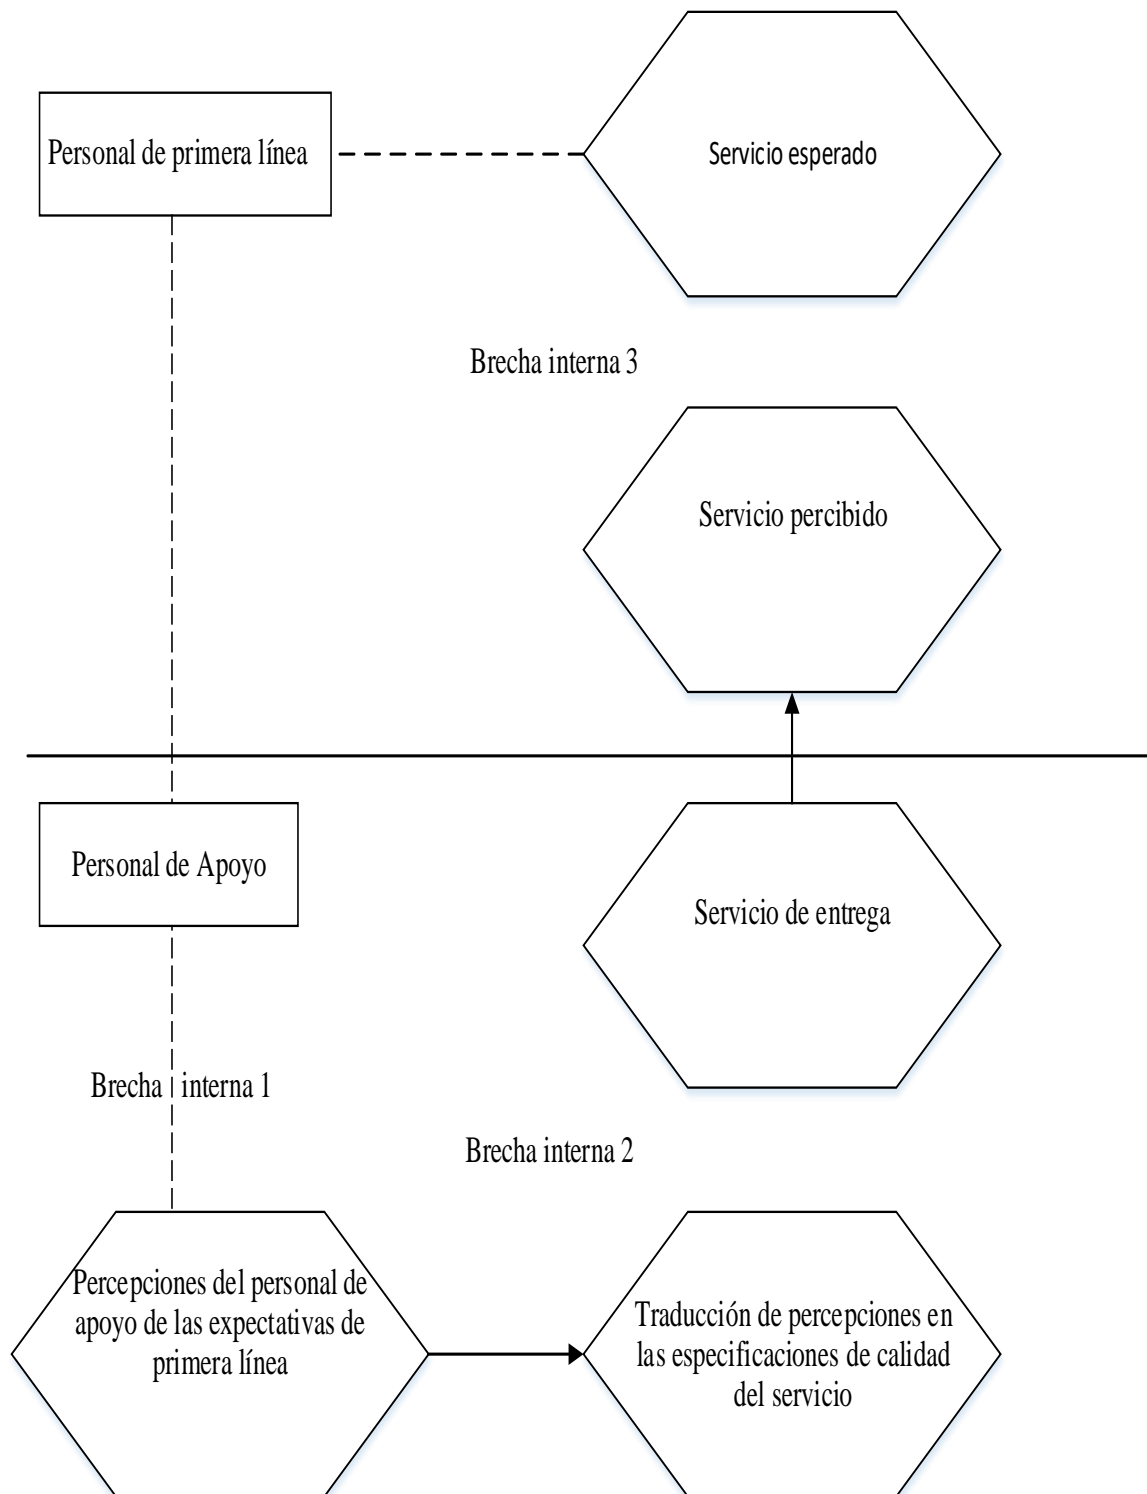 Personal de primera línea
Servicio esperado
Brecha interna 3
Servicio percibido
Personal de Apoyo
Servicio de entrega
Brecha interna 1
Brecha interna 2
Percepciones del personal de
apoyo de las expectativas de
primera línea
Traducción de percepciones en
las especificaciones de calidad
del servicio